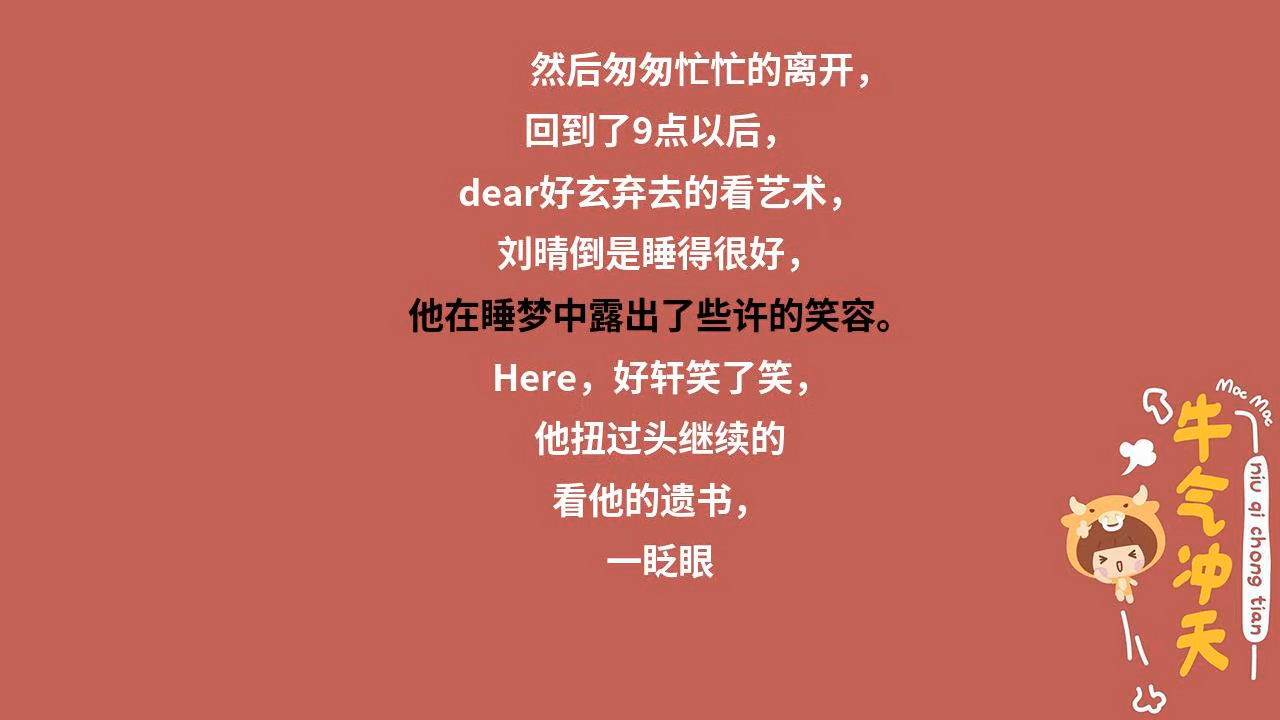 然后匆匆忙忙的离开，
回到了9点以后，
dear好玄弃去的看艺术，
刘晴倒是睡得很好，
他在睡梦中露出了些许的笑容。
Here，好轩笑了笑，
他扭过头继续的
看他的遗书，
一眨眼
Moc Moc
牛气冲天
niu qi chong tian